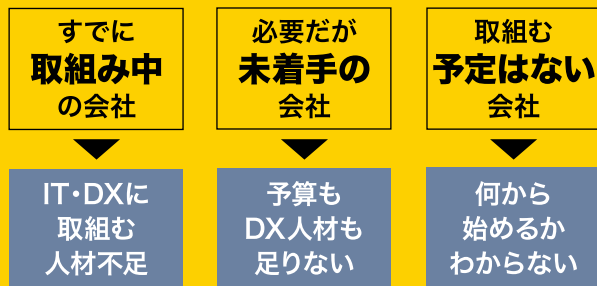 すでに
取組み中
の会社
必要だが
未着手の
会社
取組む
予定はない
会社
IT・DXに
取組む
人材不足
予算も
DX人材も
足りない
何から
始めるか
わからない